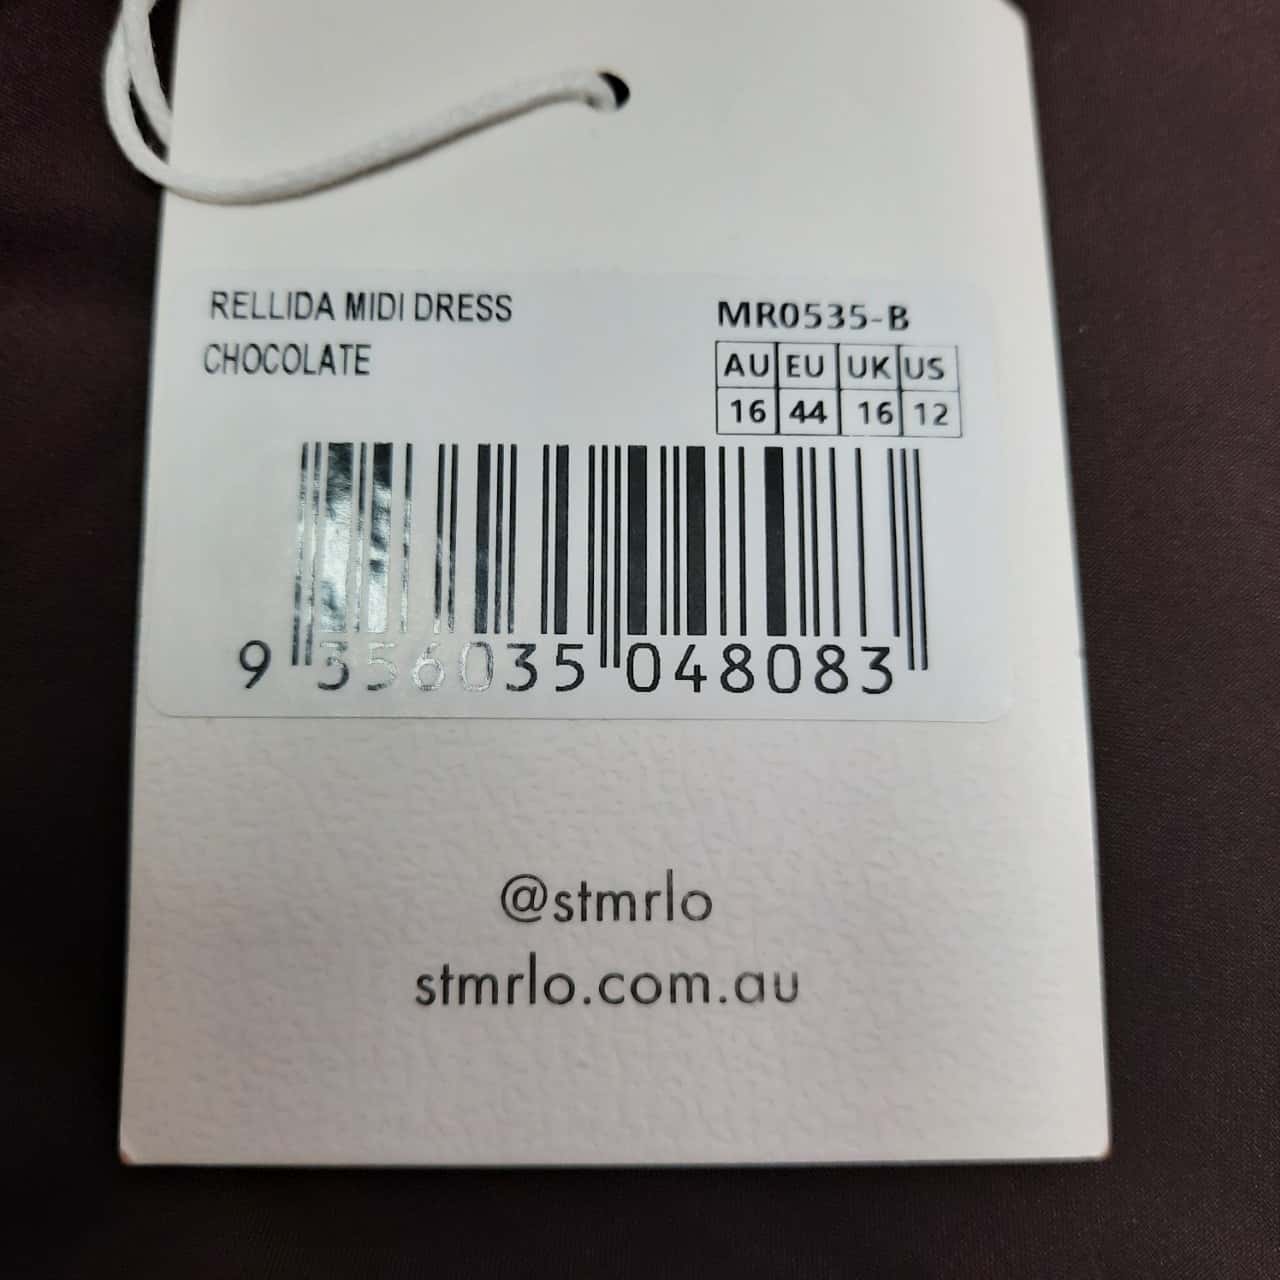 RELLIDA MIDI DRESS
CHOCOLATE
MR0535-B
AU EU UK US
16 44 16 12
9 356035 048083
@stmrlo
stmrlo.com.au